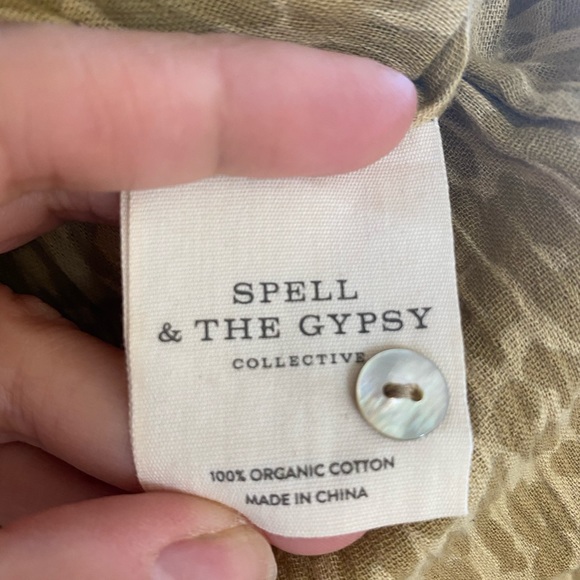 SPELL
& THE GYPSY
COLLECTIVE
100% ORGANIC COTTON
MADE IN CHINA